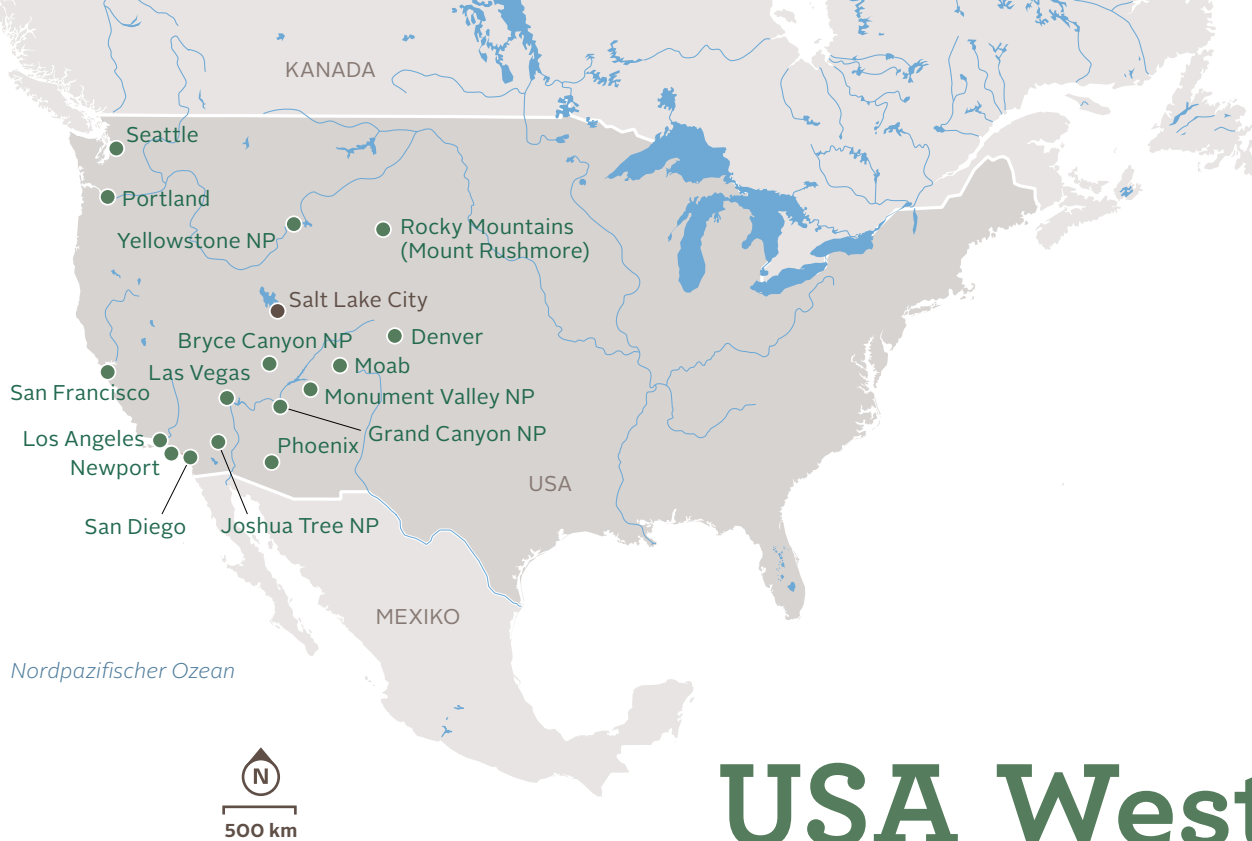 KANADA
Seattle
Portland
Yellowstone NP
Rocky Mountains
(Mount Rushmore)
Salt Lake City
Bryce Canyon NP
Denver
Moab
Las Vegas
San Francisco
Monument Valley NP
Grand Canyon NP
Los Angeles
Phoenix
Newport
USA
San Diego
Joshua Tree NP
MEXIKO
Nordpazifischer Ozean
N
500 km
USA West